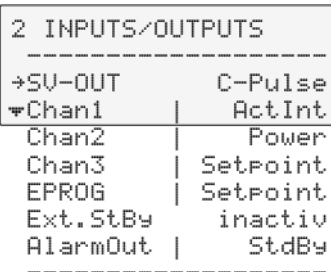 2 INPUTS/OUTPUTS
--------------------
→SV-OUT C-Pulse
▾Chan1 | ActInt
Chan2 | Power
Chan3 | Setpoint
EPROG | Setpoint
Ext.StBy inactiv
AlarmOut | StdBy
--------------------